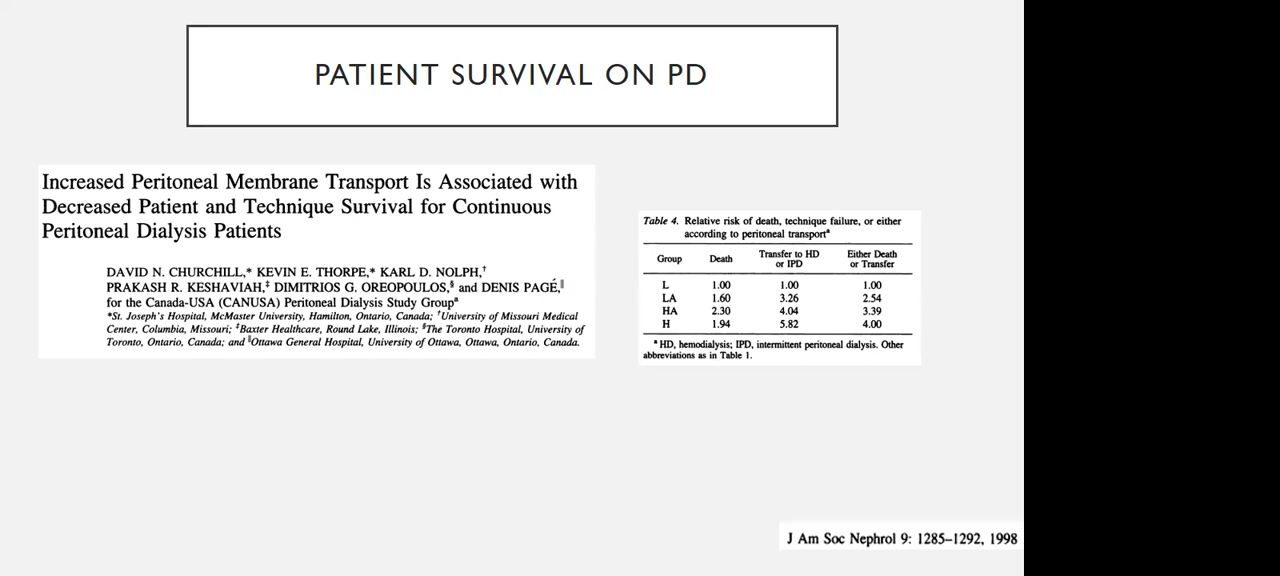 PATIENT SURVIVAL ON PD
Increased Peritoneal Membrane Transport Is Associated with
Decreased Patient and Technique Survival for Continuous
Peritoneal Dialysis Patients
DAVID N. CHURCHILL,* KEVIN E. THORPE,* KARL D. NOLPH,†
PRAKASH R. KESHAVIAH,‡ DIMITRIOS G. OREOPOULOS,§ and DENIS PAGÉ,‖
for the Canada-USA (CANUSA) Peritoneal Dialysis Study Groupª
*St. Joseph's Hospital, McMaster University, Hamilton, Ontario, Canada; †University of Missouri Medical
Center, Columbia, Missouri; ‡Baxter Healthcare, Round Lake, Illinois; §The Toronto Hospital, University of
Toronto, Ontario, Canada; and ‖Ottawa General Hospital, University of Ottawa, Ottawa, Ontario, Canada.
Table 4. Relative risk of death, technique failure, or either
according to peritoneal transportª
Group Death Transfer to HD or IPD Either Death or Transfer
L 1.00 1.00 1.00
LA 1.60 3.26 2.54
HA 2.30 4.04 3.39
H 1.94 5.82 4.00
ª HD, hemodialysis; IPD, intermittent peritoneal dialysis. Other
abbreviations as in Table 1.
J Am Soc Nephrol 9: 1285–1292, 1998